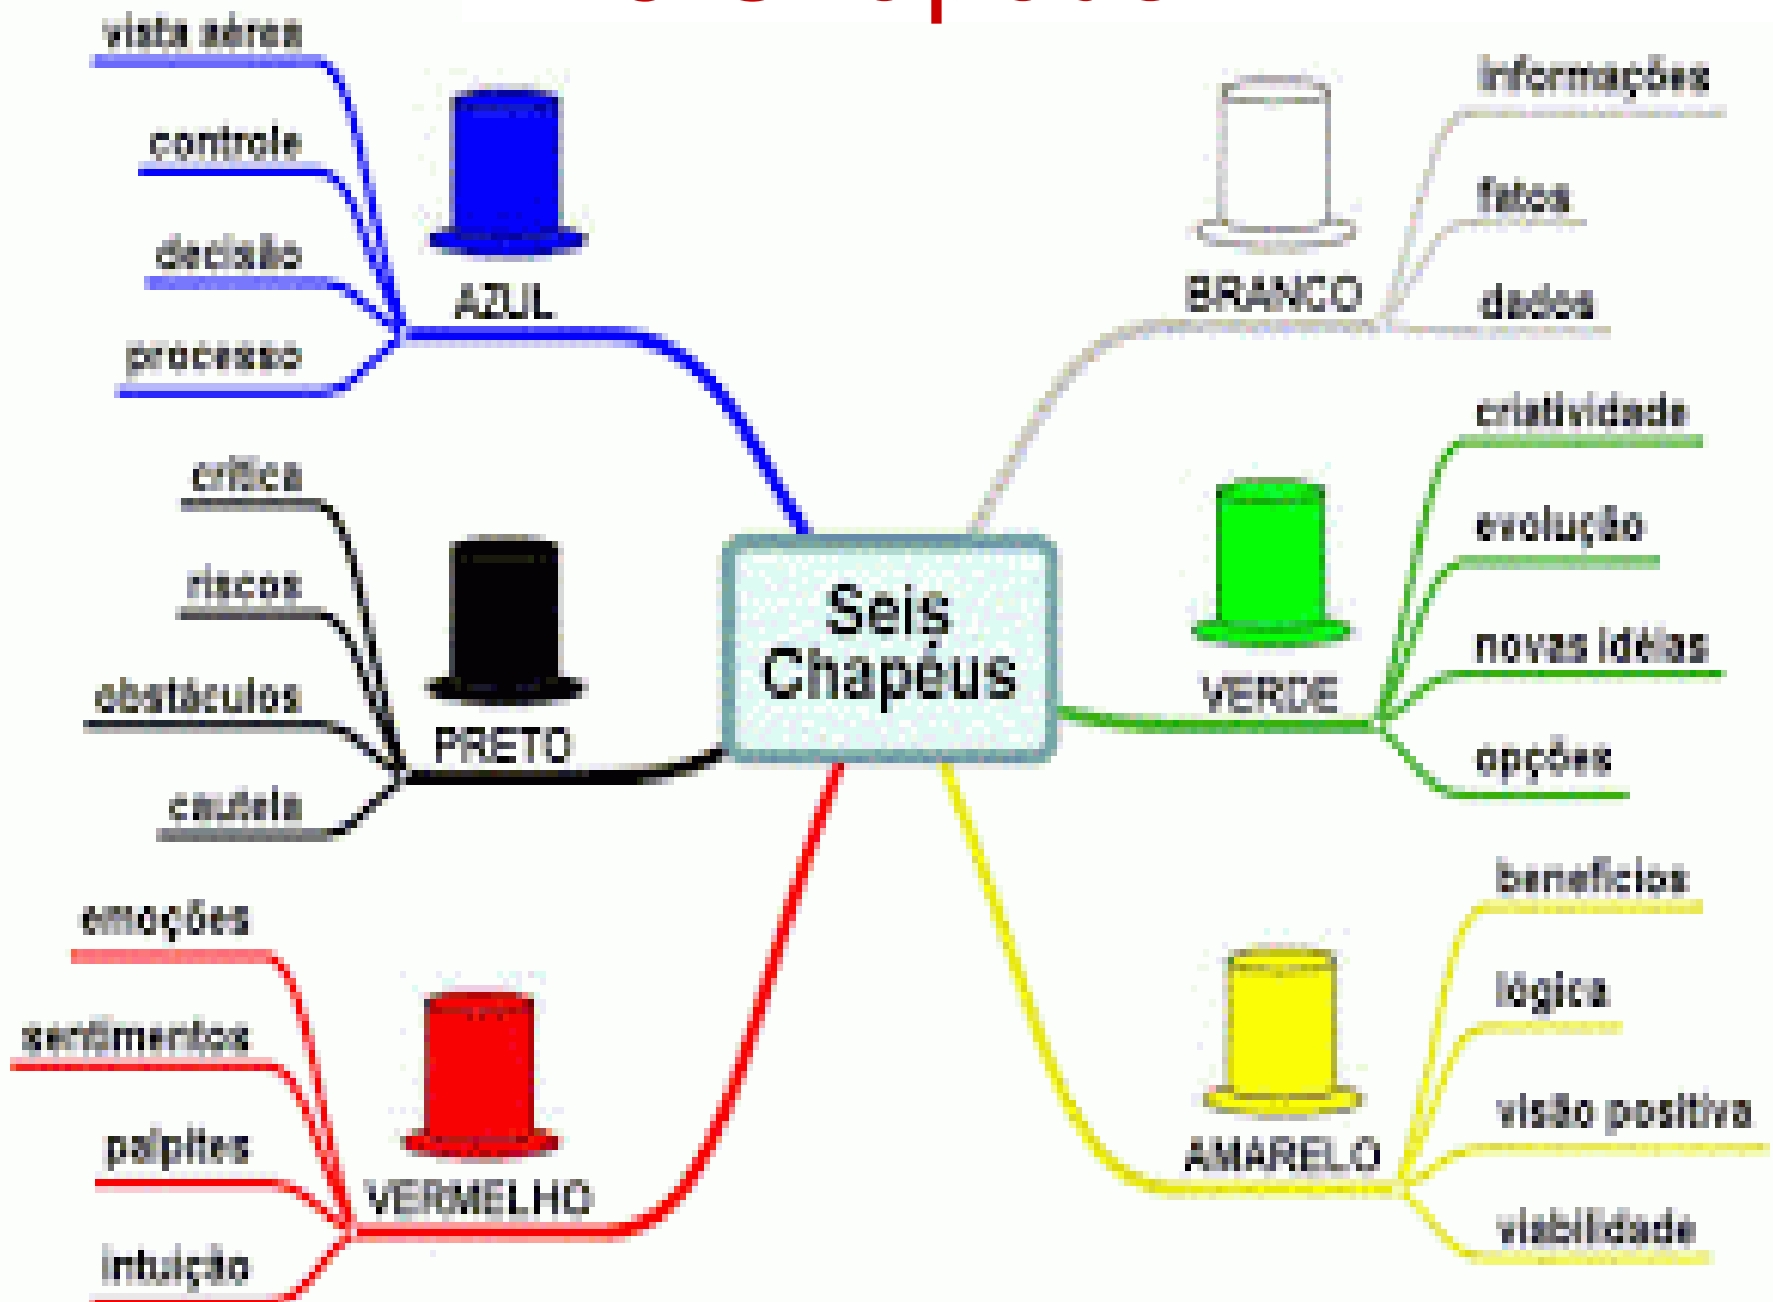 vista aérea
controle
decisão
processo
AZUL
BRANCO
informações
fatos
dados
crítica
riscos
obstáculos
cautela
PRETO
Seis
Chapéus
VERDE
criatividade
evolução
novas idéias
opções
emoções
sentimentos
palpites
intuição
VERMELHO
AMARELO
benefícios
lógica
visão positiva
viabilidade